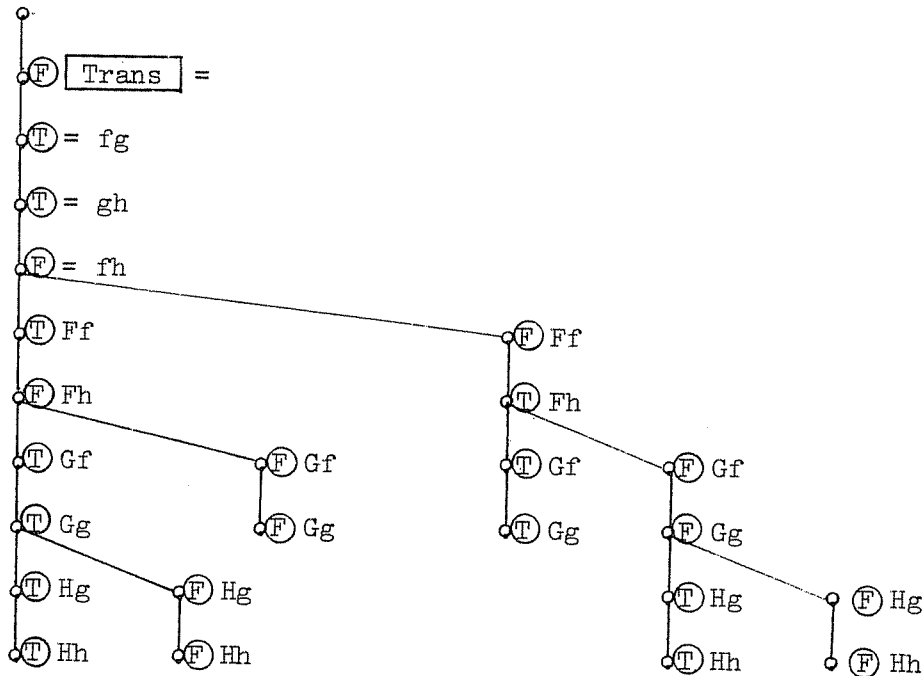 Ⓕ Trans =
Ⓣ = fg
Ⓣ = gh
Ⓕ = fh
Ⓣ Ff Ⓕ Ff
Ⓕ Fh Ⓣ Fh
Ⓣ Gf Ⓕ Gf Ⓣ Gf Ⓕ Gf
Ⓣ Gg Ⓕ Gg Ⓣ Gg Ⓕ Gg
Ⓣ Hg Ⓕ Hg Ⓣ Hg Ⓕ Hg
Ⓣ Hh Ⓕ Hh Ⓣ Hh Ⓕ Hh